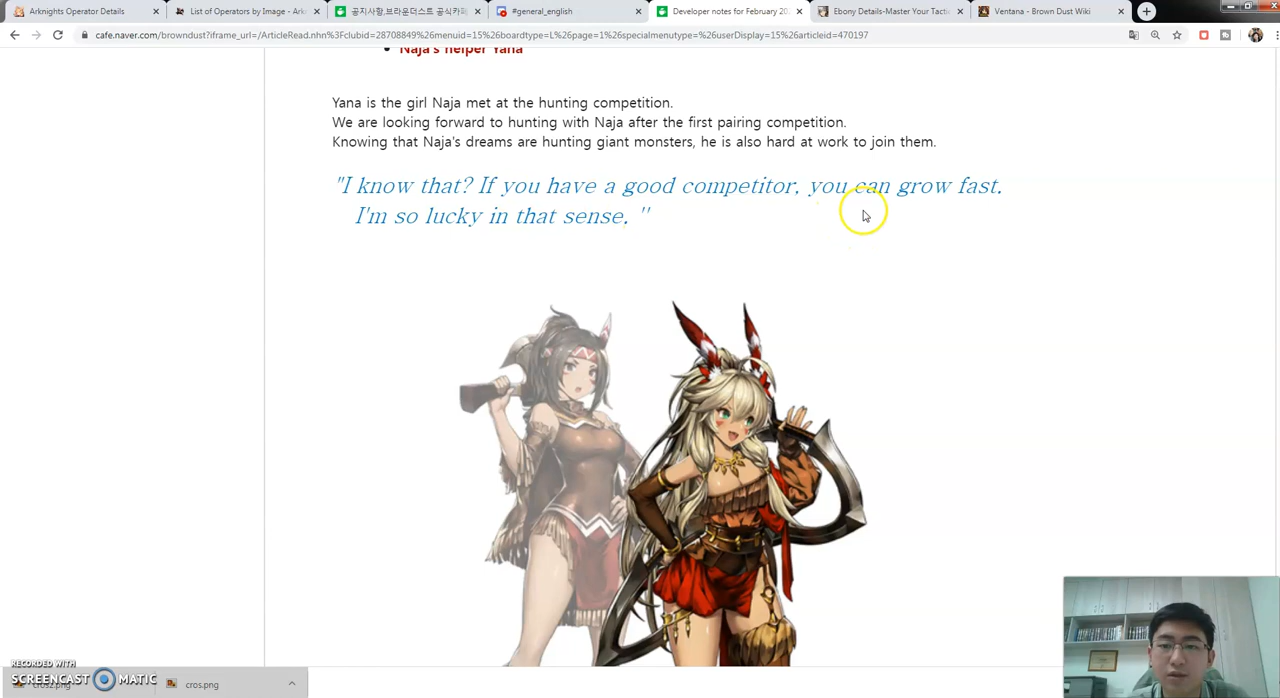 Arknights Operator Details
List of Operators by Image - Ark
공지사항,브라운더스트 공식카페
#general_english
Developer notes for February 20
Ebony Details-Master Your Tactic
Ventana - Brown Dust Wiki
cafe.naver.com/browndust?iframe_url=/ArticleRead.nhn%3Fclubid=28708849%26menuid=15%26boardtype=L%26page=1%26specialmenutype=%26userDisplay=15%26articleid=470197
Naja's helper Yana
Yana is the girl Naja met at the hunting competition.
We are looking forward to hunting with Naja after the first pairing competition.
Knowing that Naja's dreams are hunting giant monsters, he is also hard at work to join them.
"I know that? If you have a good competitor, you can grow fast.
I'm so lucky in that sense. "
RECORDED WITH
SCREENCAST MATIC
cros2.png
cros.png